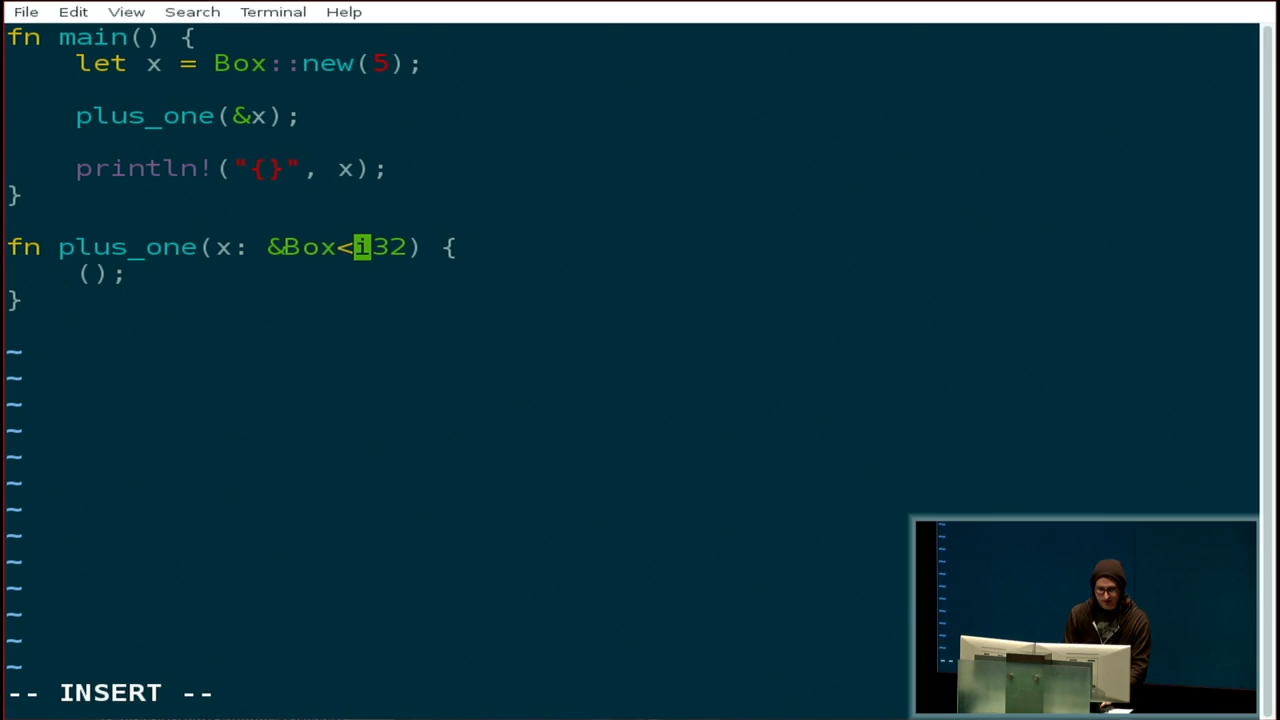 File Edit View Search Terminal Help
fn main() {
    let x = Box::new(5);
    plus_one(&x);
    println!("{}", x);
}
fn plus_one(x: &Box<i32) {
    ();
}
~
~
~
~
~
~
~
~
~
~
~
~
~
-- INSERT --